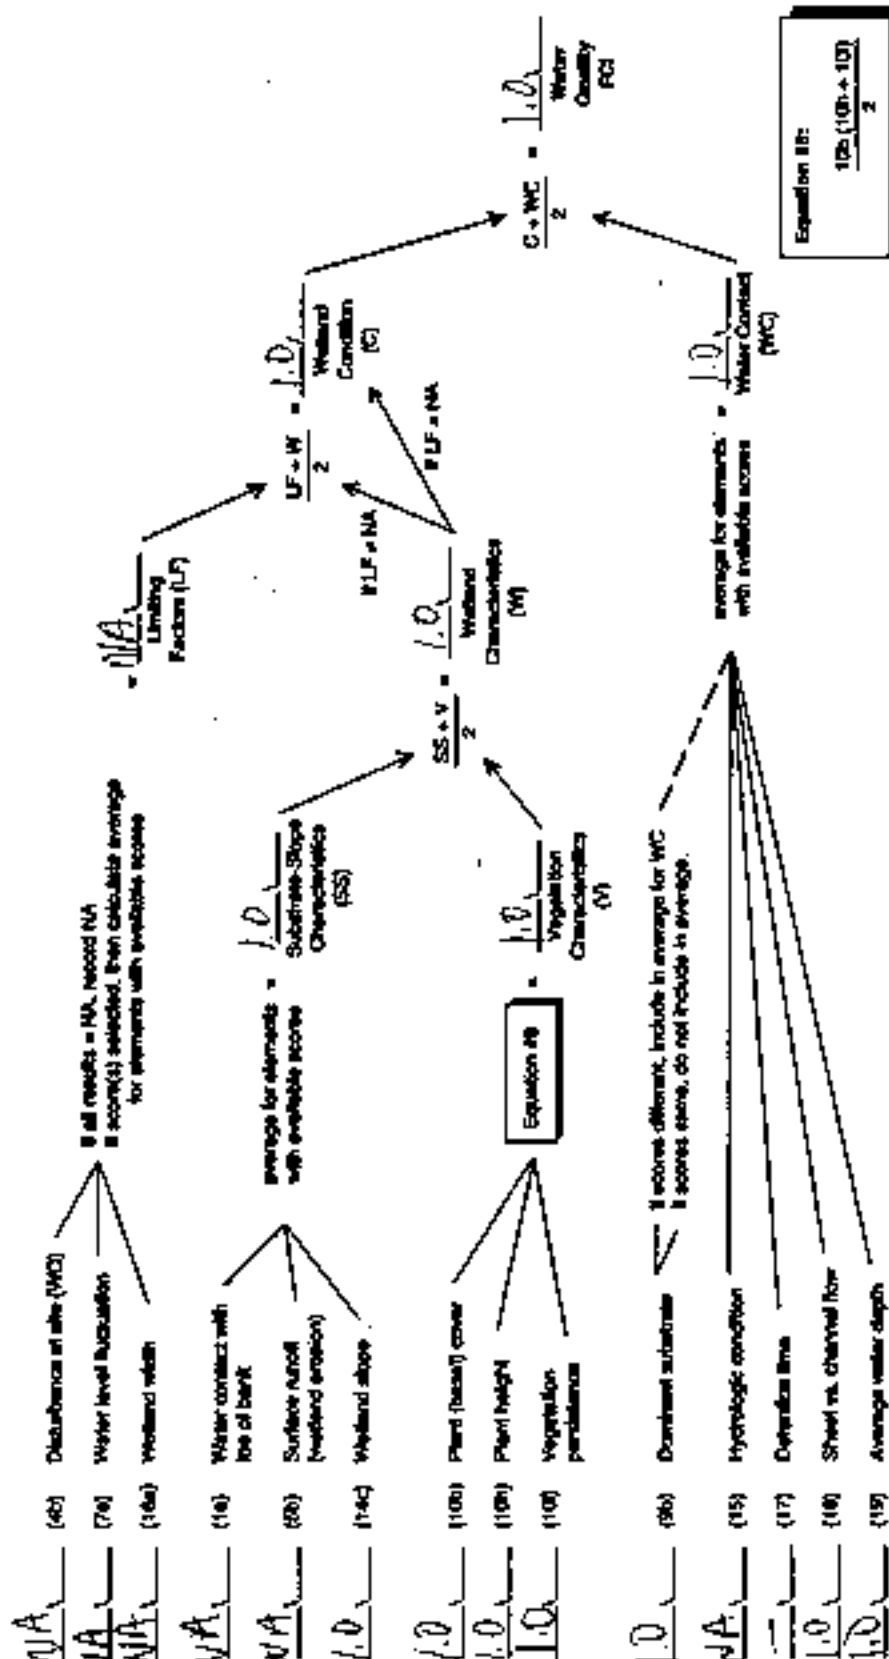 NA (4b) Disturbance at site (WQ)
NA (7a) Water level fluctuation
NA (16a) Wetland width
If all results = NA, record NA
If score(s) selected, then calculate average
for elements with available scores
= NA
Limiting
Factors (LF)
NA Water contact with
toe of bank
NA Surface runoff
(wetland erosion)
1.0 (14c) Wetland slope
average for elements
with available scores
= 1.0
Substrate-Slope
Characteristics
(SS)
1.0 (10b) Plant (basal) cover
1.0 (10h) Plant height
1.0 Vegetation
persistence
Equation #8
= 1.0
Vegetation
Characteristics
(V)
SS + V
2
= 1.0
Wetland
Characteristics
(W)
If LF ≠ NA
If LF = NA
LF + W
2
= 1.0
Wetland
Condition
(C)
1.0 (9b) Dominant substrate
If scores different, include in average for WC
If scores same, do not include in average.
NA (15) Hydrologic condition
(17) Detention time
1.0 (18) Sheet vs. channel flow
1.0 (19) Average water depth
average for elements
with available scores
= 1.0
Water Contact
(WC)
C + WC
2
= 1.0
Water
Quality
FCI
Equation #8:
10b (10h + 10f)
2